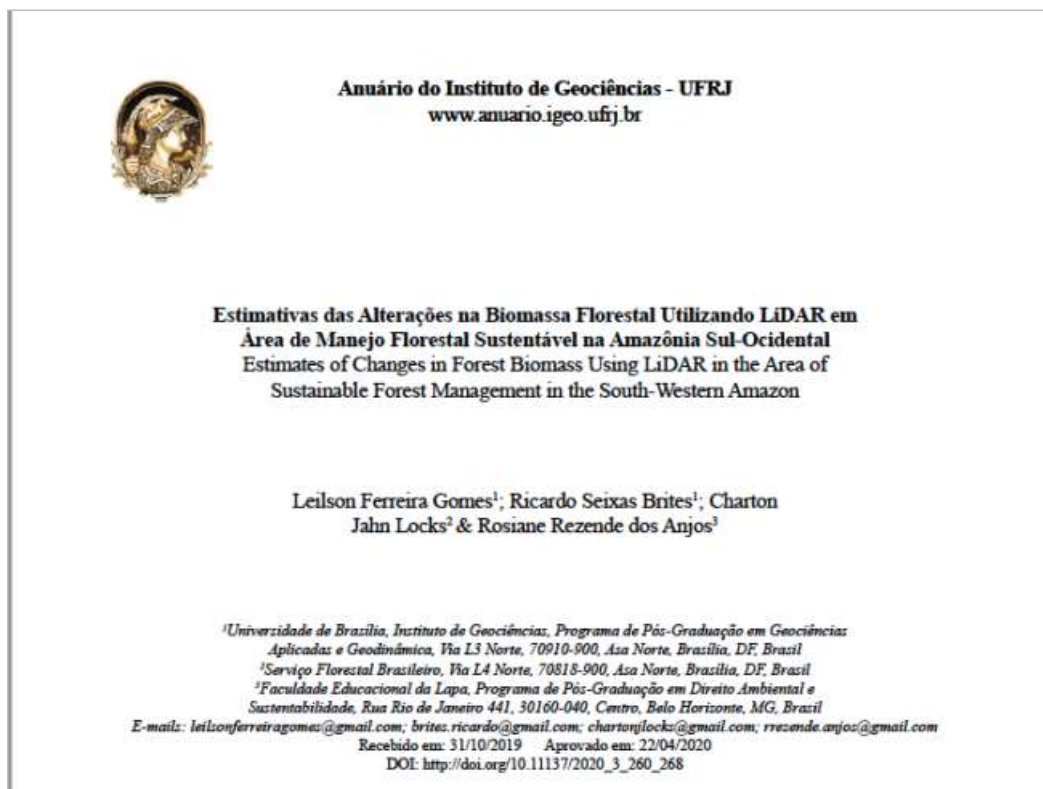 Anuário do Instituto de Geociências - UFRJ
www.anuario.igeo.ufrj.br
Estimativas das Alterações na Biomassa Florestal Utilizando LiDAR em
Área de Manejo Florestal Sustentável na Amazônia Sul-Ocidental
Estimates of Changes in Forest Biomass Using LiDAR in the Area of
Sustainable Forest Management in the South-Western Amazon
Leilson Ferreira Gomes¹; Ricardo Seixas Brites¹; Charton
Jahn Locks² & Rosiane Rezende dos Anjos³
¹Universidade de Brasília, Instituto de Geociências, Programa de Pós-Graduação em Geociências
Aplicadas e Geodinâmica, Via L3 Norte, 70910-900, Asa Norte, Brasília, DF, Brasil
²Serviço Florestal Brasileiro, Via L4 Norte, 70818-900, Asa Norte, Brasília, DF, Brasil
³Faculdade Educacional da Lapa, Programa de Pós-Graduação em Direito Ambiental e
Sustentabilidade, Rua Rio de Janeiro 441, 30160-040, Centro, Belo Horizonte, MG, Brasil
E-mails: leilsonferreiragomes@gmail.com; brites.ricardo@gmail.com; chartonjlocks@gmail.com; rrezende.anjos@gmail.com
Recebido em: 31/10/2019 Aprovado em: 22/04/2020
DOI: http://doi.org/10.11137/2020_3_260_268